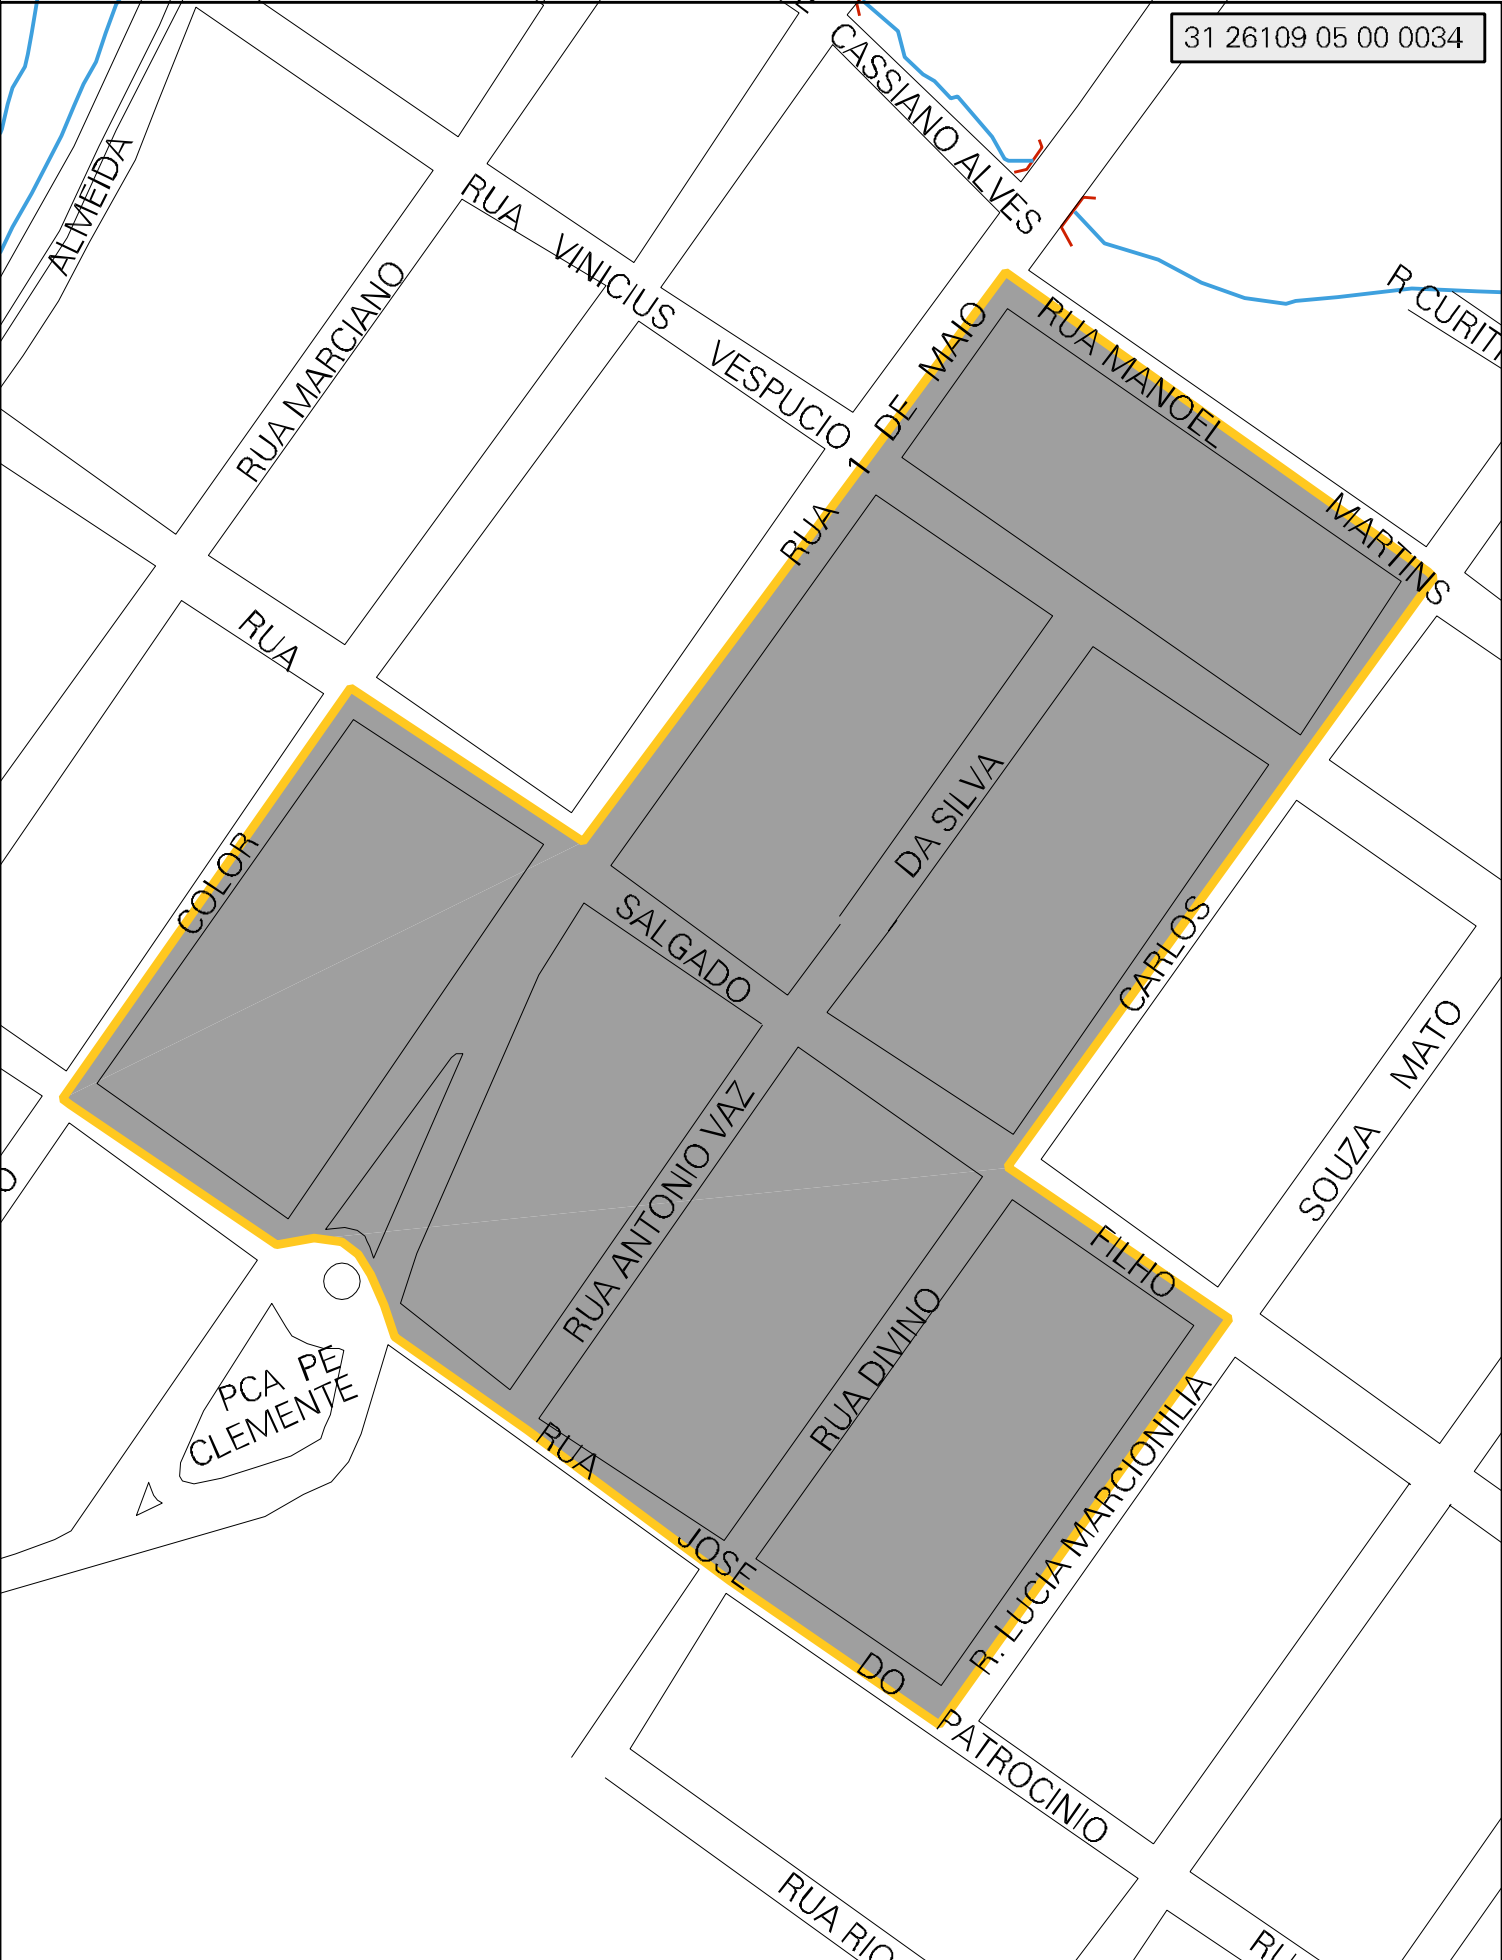 31 26109 05 00 0034
CASSIANO ALVES
ALMEIDA
RUA VINICIUS VESPUCIO
RUA MARCIANO
R CURITI
RUA 1 DE MAIO
RUA MANOEL MARTINS
RUA SALGADO FILHO
COLOR
DA SILVA
CARLOS
SOUZA MATO
O
RUA ANTONIO VAZ
RUA DIVINO
R. LUCIA MARCIONILIA
PCA PE
CLEMENTE
RUA JOSE DO PATROCINIO
RUA RIO
RU